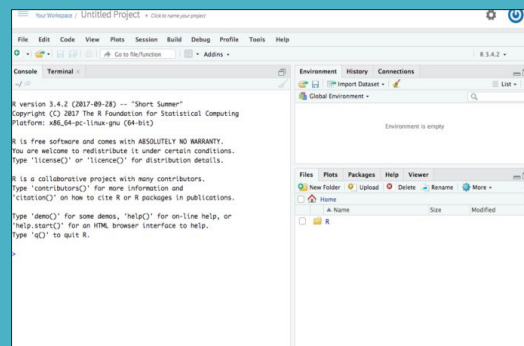 Your Workspace / Untitled Project Click to name your project
File Edit Code View Plots Session Build Debug Profile Tools Help
Go to file/function Addins R 3.4.2
Console Terminal
~/
R version 3.4.2 (2017-09-28) -- "Short Summer"
Copyright (C) 2017 The R Foundation for Statistical Computing
Platform: x86_64-pc-linux-gnu (64-bit)
R is free software and comes with ABSOLUTELY NO WARRANTY.
You are welcome to redistribute it under certain conditions.
Type 'license()' or 'licence()' for distribution details.
R is a collaborative project with many contributors.
Type 'contributors()' for more information and
'citation()' on how to cite R or R packages in publications.
Type 'demo()' for some demos, 'help()' for on-line help, or
'help.start()' for an HTML browser interface to help.
Type 'q()' to quit R.
>
Environment History Connections
Import Dataset List
Global Environment
Environment is empty
Files Plots Packages Help Viewer
New Folder Upload Delete Rename More
Home
Name Size Modified
R